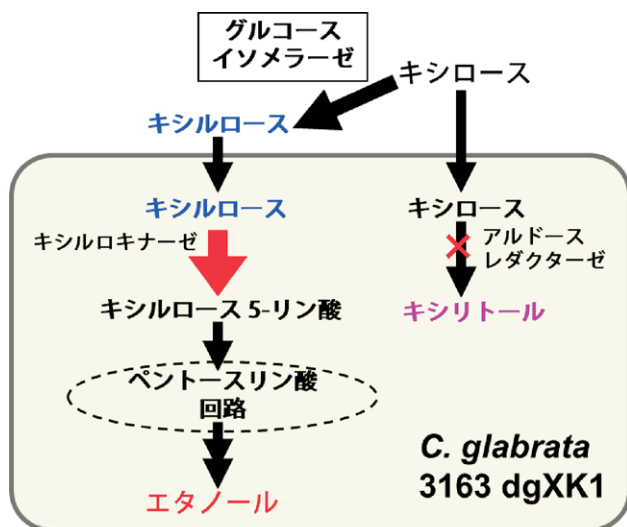 グルコース
イソメラーゼ
キシロース
キシルロース
キシルロース
キシロース
キシロキナーゼ
アルドース
レダクターゼ
キシルロース 5-リン酸
キシリトール
ペントースリン酸
回路
エタノール
C. glabrata
3163 dgXK1